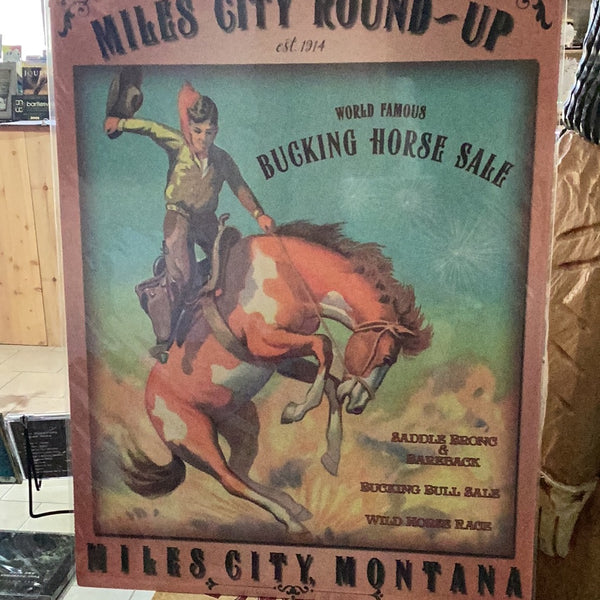 MILES CITY ROUND-UP
est. 1914
WORLD FAMOUS
BUCKING HORSE SALE
SADDLE BRONC
&
BAREBACK
BUCKING BULL SALE
WILD HORSE RACE
MILES CITY, MONTANA